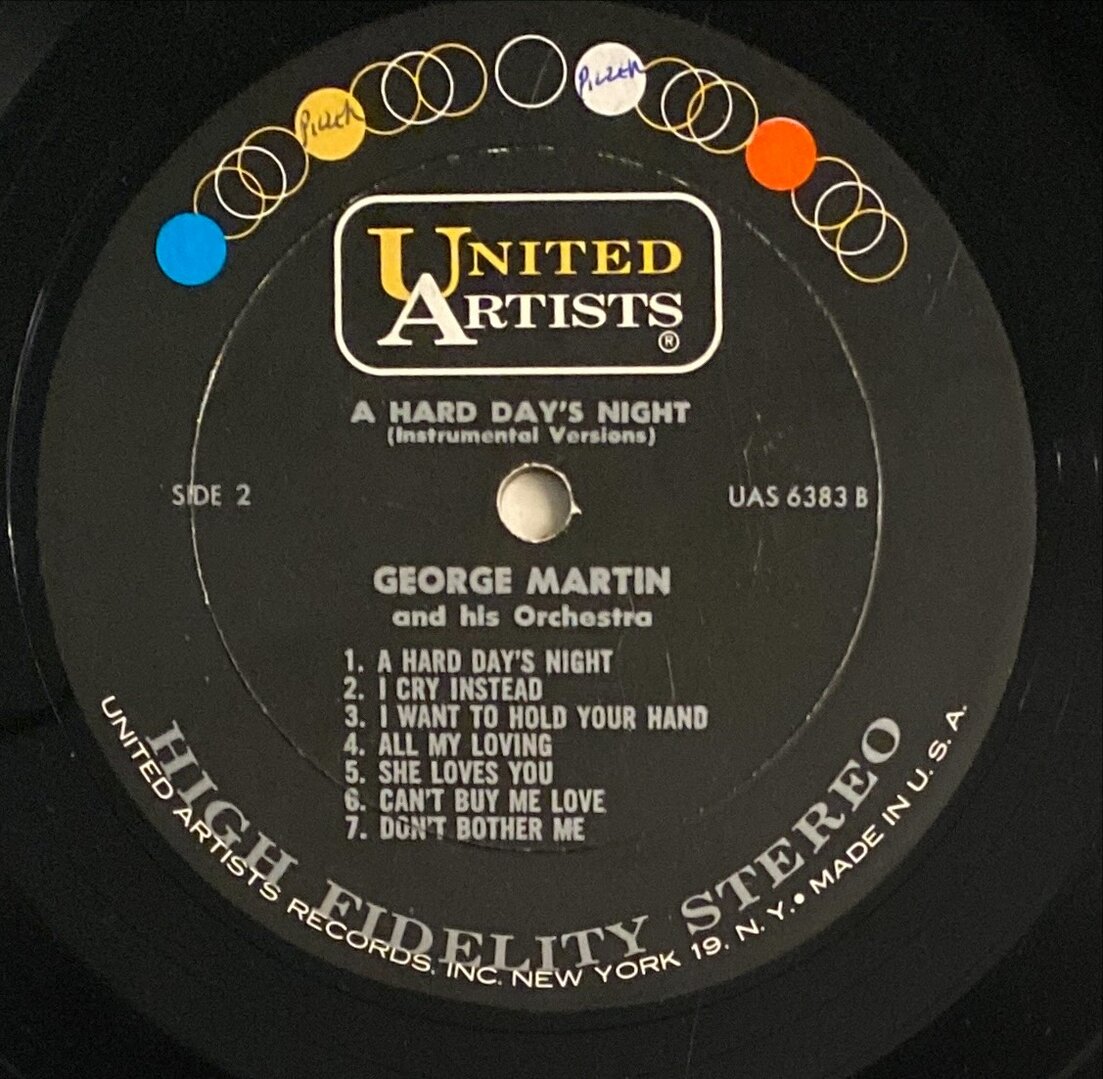 UNITED
ARTISTS
®
A HARD DAY'S NIGHT
(Instrumental Versions)
SIDE 2
UAS 6383 B
GEORGE MARTIN
and his Orchestra
1. A HARD DAY'S NIGHT
2. I CRY INSTEAD
3. I WANT TO HOLD YOUR HAND
4. ALL MY LOVING
5. SHE LOVES YOU
6. CAN'T BUY ME LOVE
7. DON'T BOTHER ME
HIGH FIDELITY STEREO
UNITED ARTISTS RECORDS, INC. NEW YORK 19, N. Y. • MADE IN U. S. A.